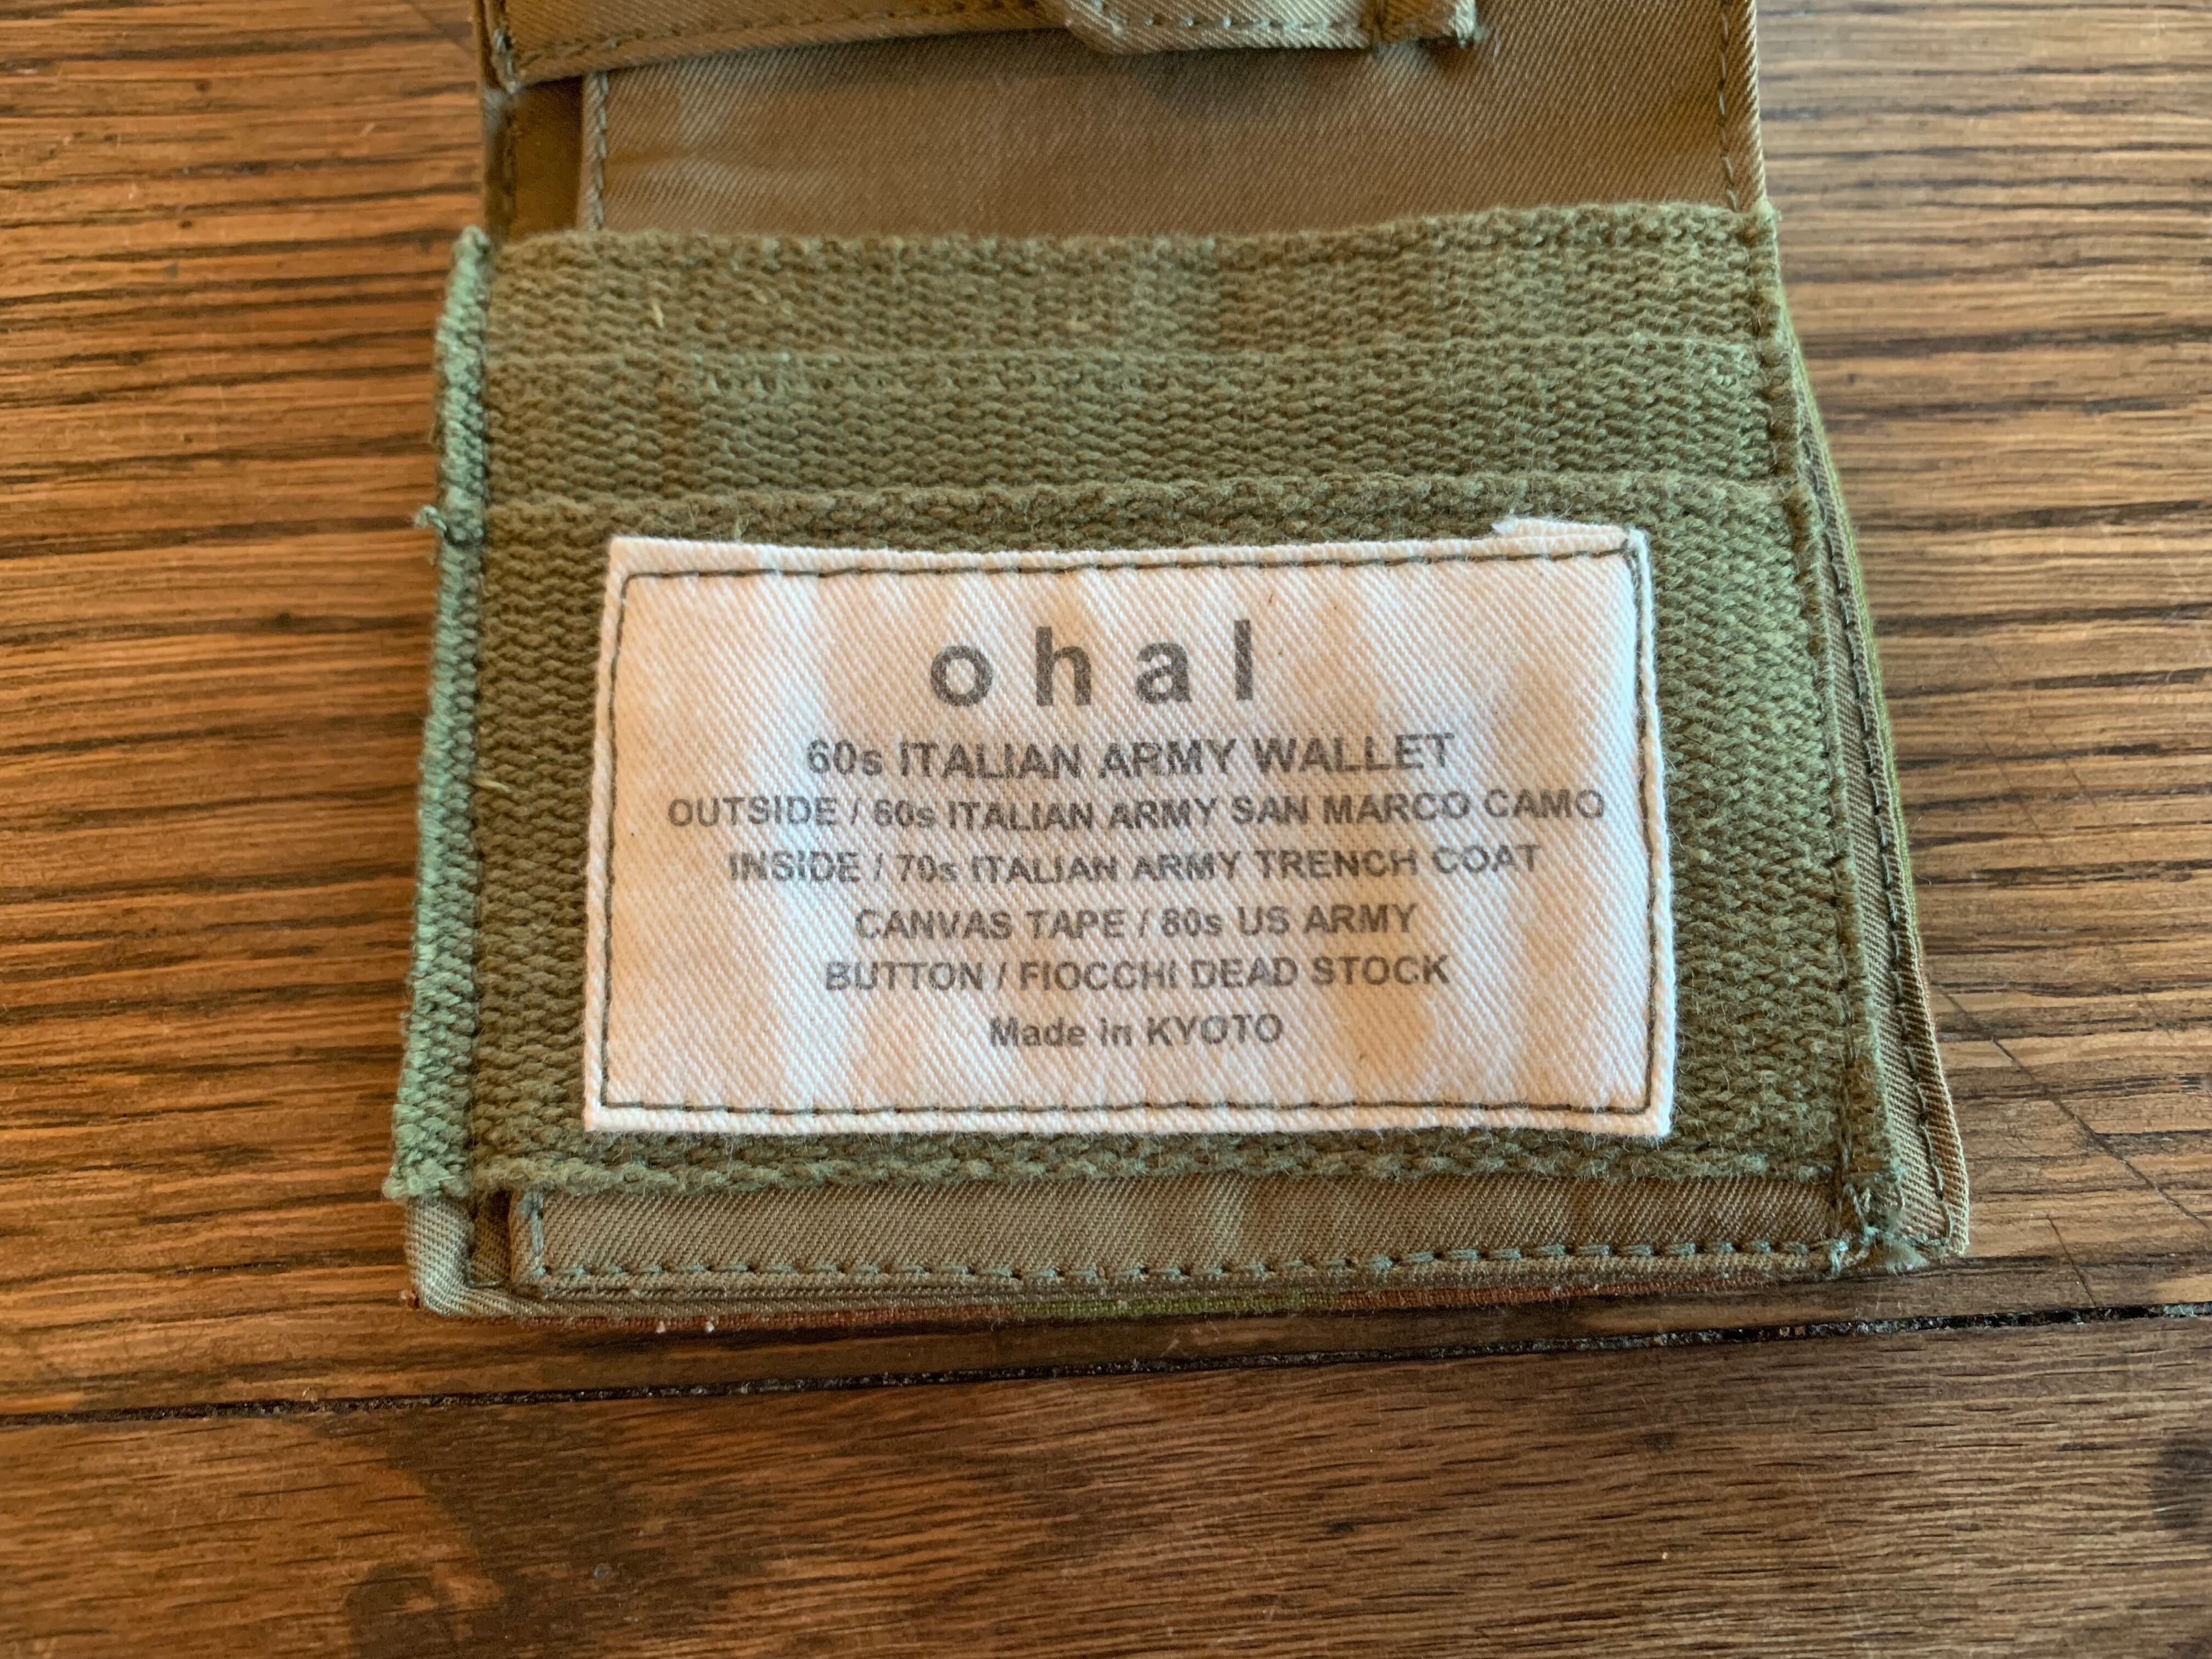 ohal
60s ITALIAN ARMY WALLET
OUTSIDE / 60s ITALIAN ARMY SAN MARCO CAMO
INSIDE / 70s ITALIAN ARMY TRENCH COAT
CANVAS TAPE / 80s US ARMY
BUTTON / FIOCCHI DEAD STOCK
Made in KYOTO